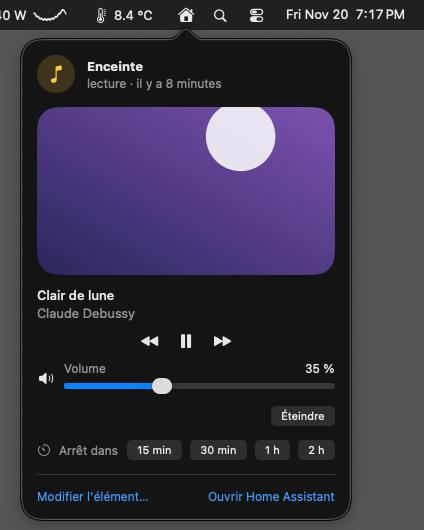 0 W 8.4 °C Fri Nov 20 7:17 PM
Enceinte
lecture · il y a 8 minutes
Clair de lune
Claude Debussy
Volume 35 %
Éteindre
Arrêt dans 15 min 30 min 1 h 2 h
Modifier l'élément... Ouvrir Home Assistant